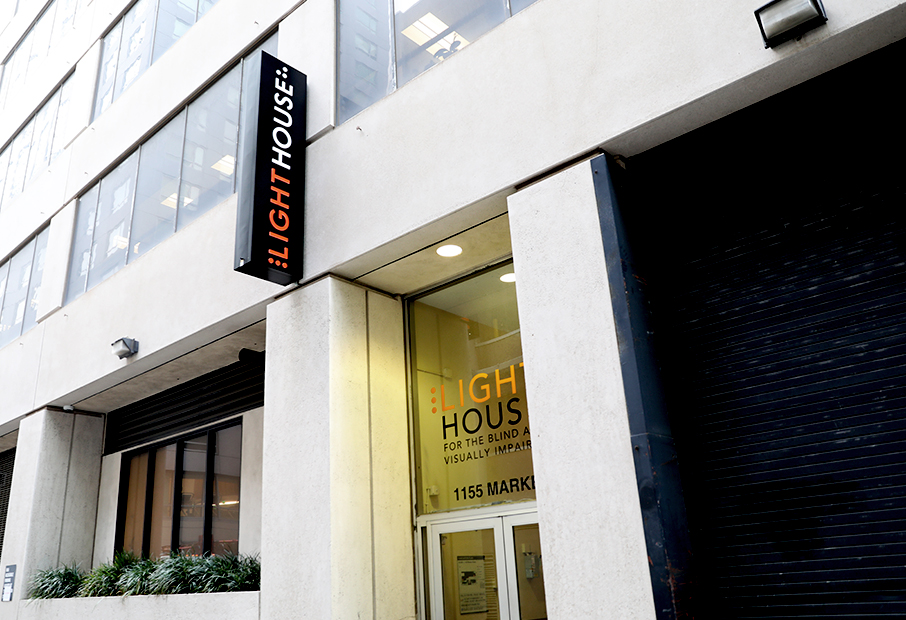 LIGHTHOUSE
LIGHT
HOUS
FOR THE BLIND A
VISUALLY IMPAIR
1155 MARKE